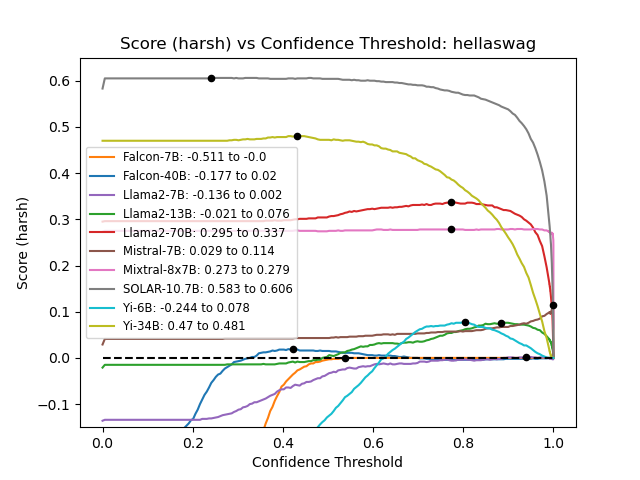 Score (harsh) vs Confidence Threshold: hellaswag
Score (harsh)
0.6
0.5
0.4
0.3
0.2
0.1
0.0
−0.1
Falcon-7B: -0.511 to -0.0
Falcon-40B: -0.177 to 0.02
Llama2-7B: -0.136 to 0.002
Llama2-13B: -0.021 to 0.076
Llama2-70B: 0.295 to 0.337
Mistral-7B: 0.029 to 0.114
Mixtral-8x7B: 0.273 to 0.279
SOLAR-10.7B: 0.583 to 0.606
Yi-6B: -0.244 to 0.078
Yi-34B: 0.47 to 0.481
0.0 0.2 0.4 0.6 0.8 1.0
Confidence Threshold